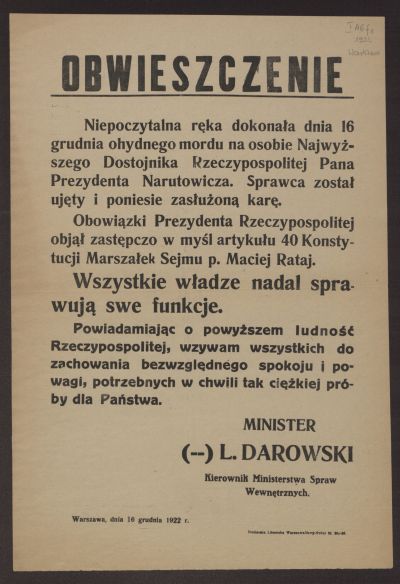 OBWIESZCZENIE
Niepoczytalna ręka dokonała dnia 16
grudnia ohydnego mordu na osobie Najwyż-
szego Dostojnika Rzeczypospolitej Pana
Prezydenta Narutowicza. Sprawca został
ujęty i poniesie zasłużoną karę.
Obowiązki Prezydenta Rzeczypospolitej
objął zastępczo w myśl artykułu 40 Konsty-
tucji Marszałek Sejmu p. Maciej Rataj.
Wszystkie władze nadal spra-
wują swe funkcje.
Powiadamiając o powyższem ludność
Rzeczypospolitej, wzywam wszystkich do
zachowania bezwzględnego spokoju i po-
wagi, potrzebnych w chwili tak ciężkiej pró-
by dla Państwa.
MINISTER
(--) L. DAROWSKI
Kierownik Ministerstwa Spraw
Wewnętrznych.
Warszawa, dnia 16 grudnia 1922 r.